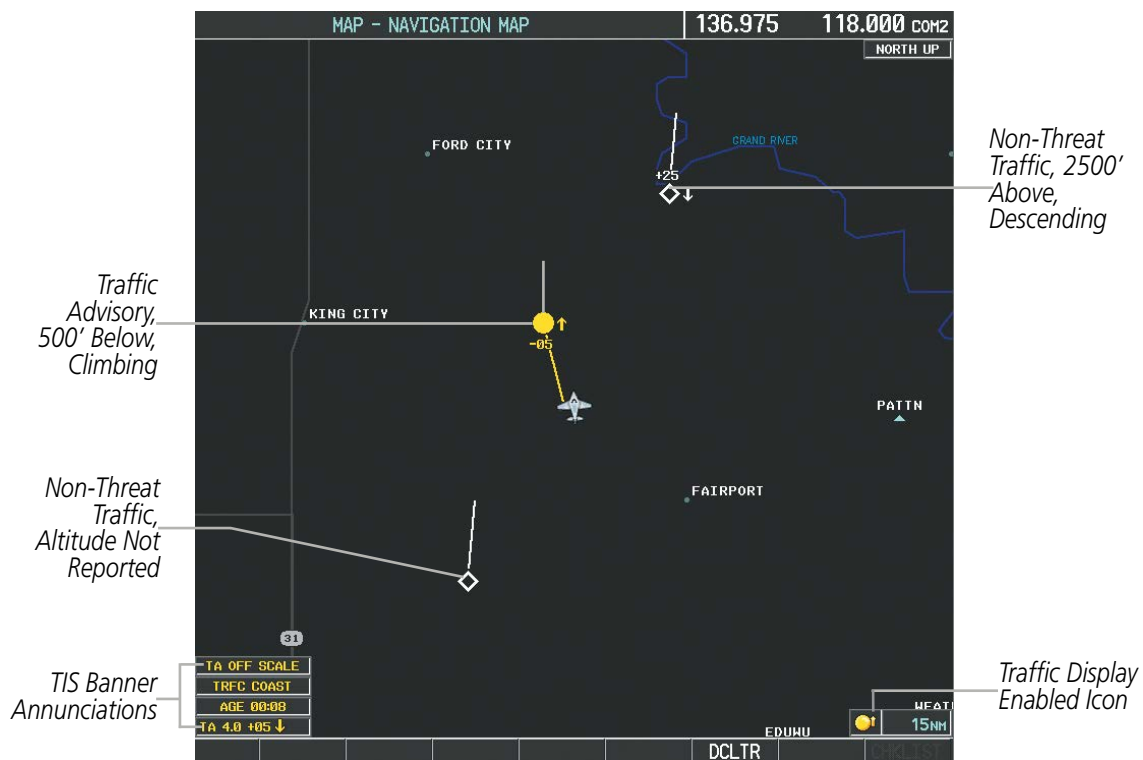 MAP – NAVIGATION MAP
136.975 118.000 COM2
NORTH UP
FORD CITY
GRAND RIVER
+25
Non-Threat
Traffic, 2500’
Above,
Descending
Traffic
Advisory,
500’ Below,
Climbing
KING CITY
-05
PATTN
FAIRPORT
Non-Threat
Traffic,
Altitude Not
Reported
31
TIS Banner
Annunciations
TA OFF SCALE
TRFC COAST
AGE 00:08
TA 4.0 +05 ↓
Traffic Display
Enabled Icon
15NM
EDUWU
DCLTR
CHKLIST